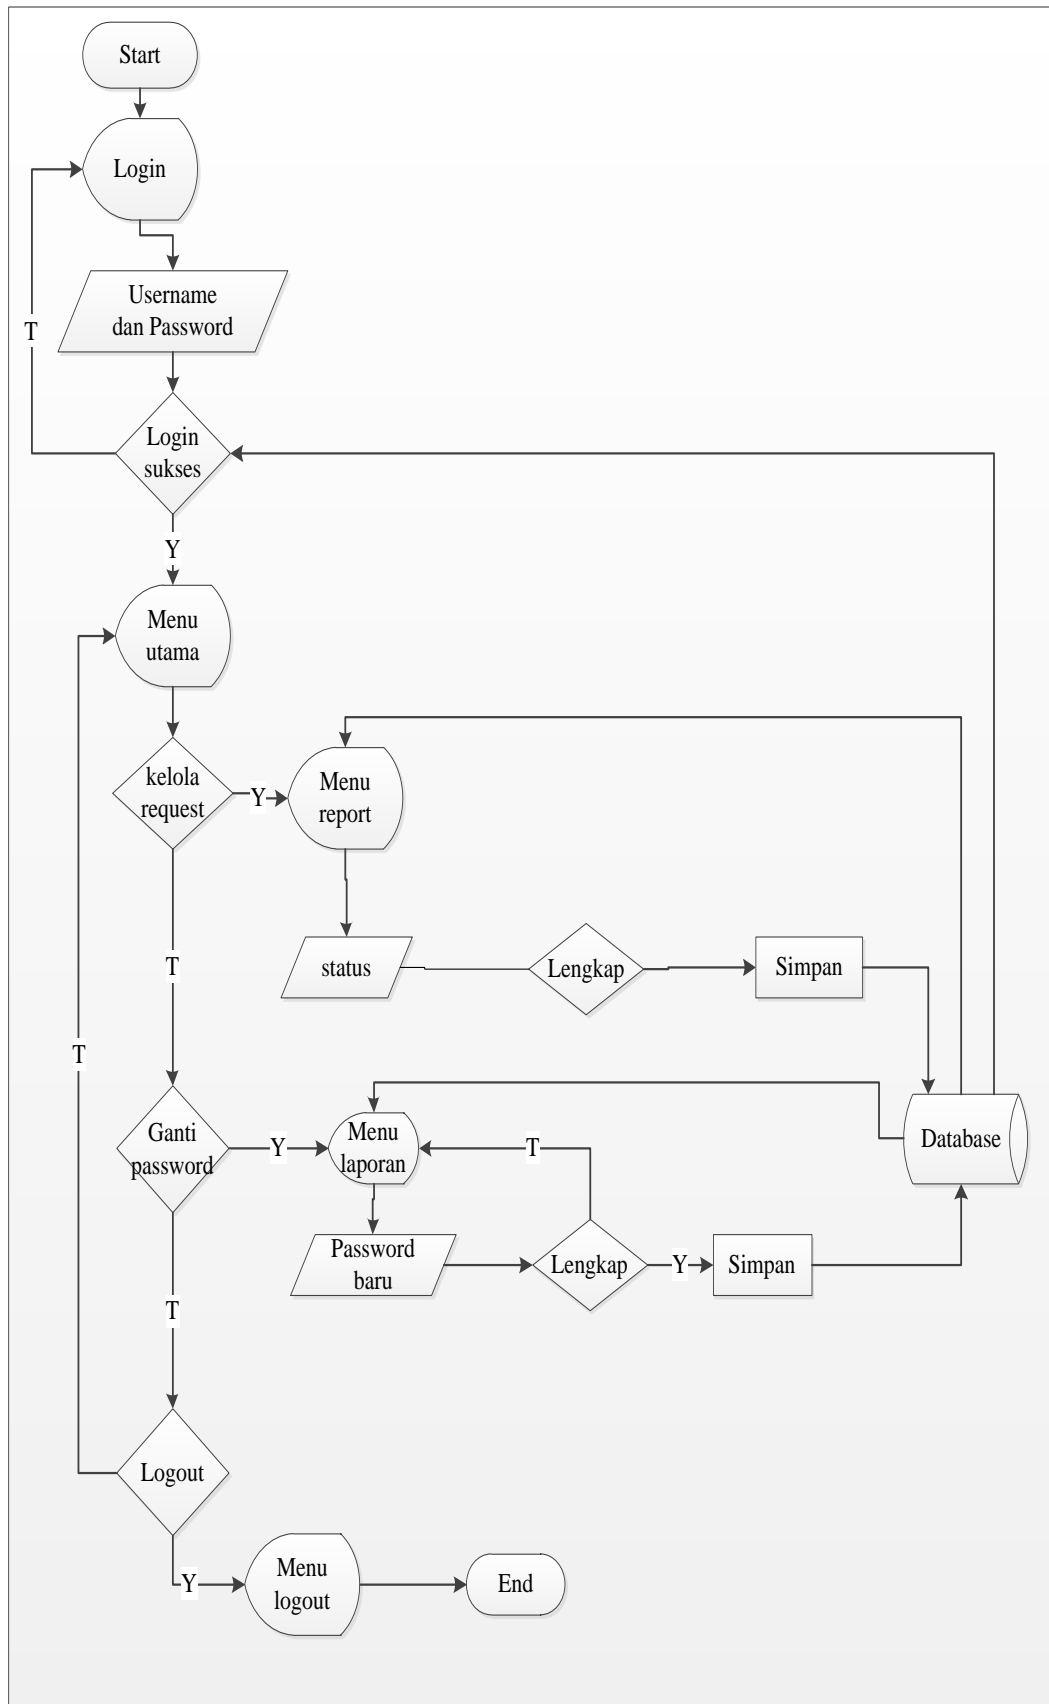 Start
Login
Username
dan Password
T
Login
sukses
Y
Menu
utama
kelola
request
Y
Menu
report
T
status
Lengkap
Simpan
T
Ganti
password
Y
Menu
laporan
T
Database
Password
baru
Lengkap
Y
Simpan
T
Logout
Y
Menu
logout
End